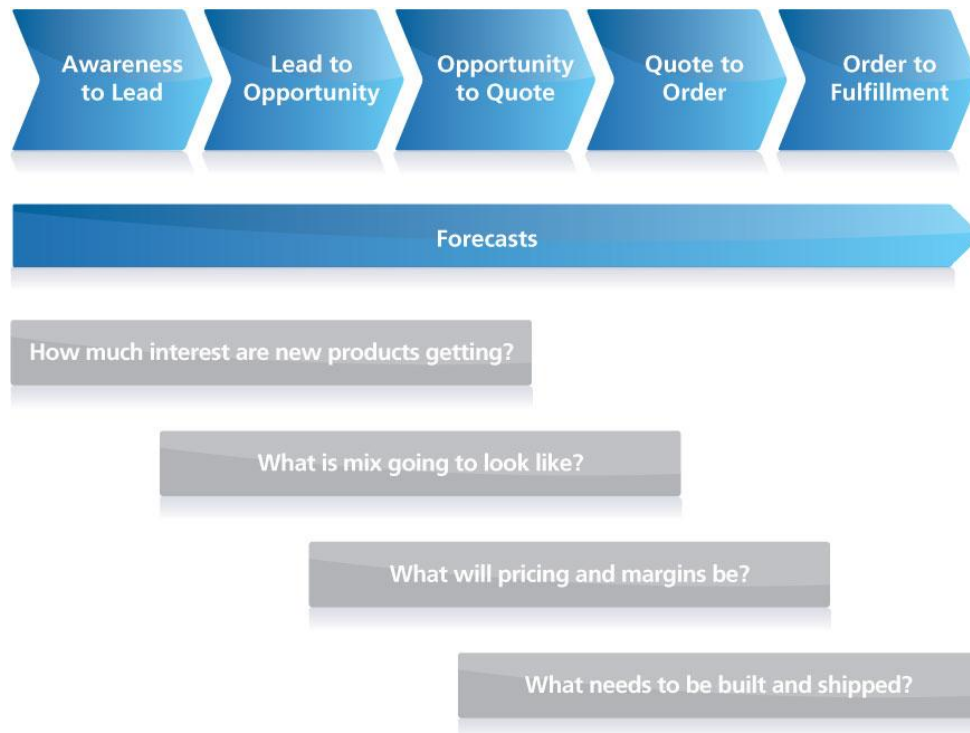 Awareness
to Lead
Lead to
Opportunity
Opportunity
to Quote
Quote to
Order
Order to
Fulfillment
Forecasts
How much interest are new products getting?
What is mix going to look like?
What will pricing and margins be?
What needs to be built and shipped?